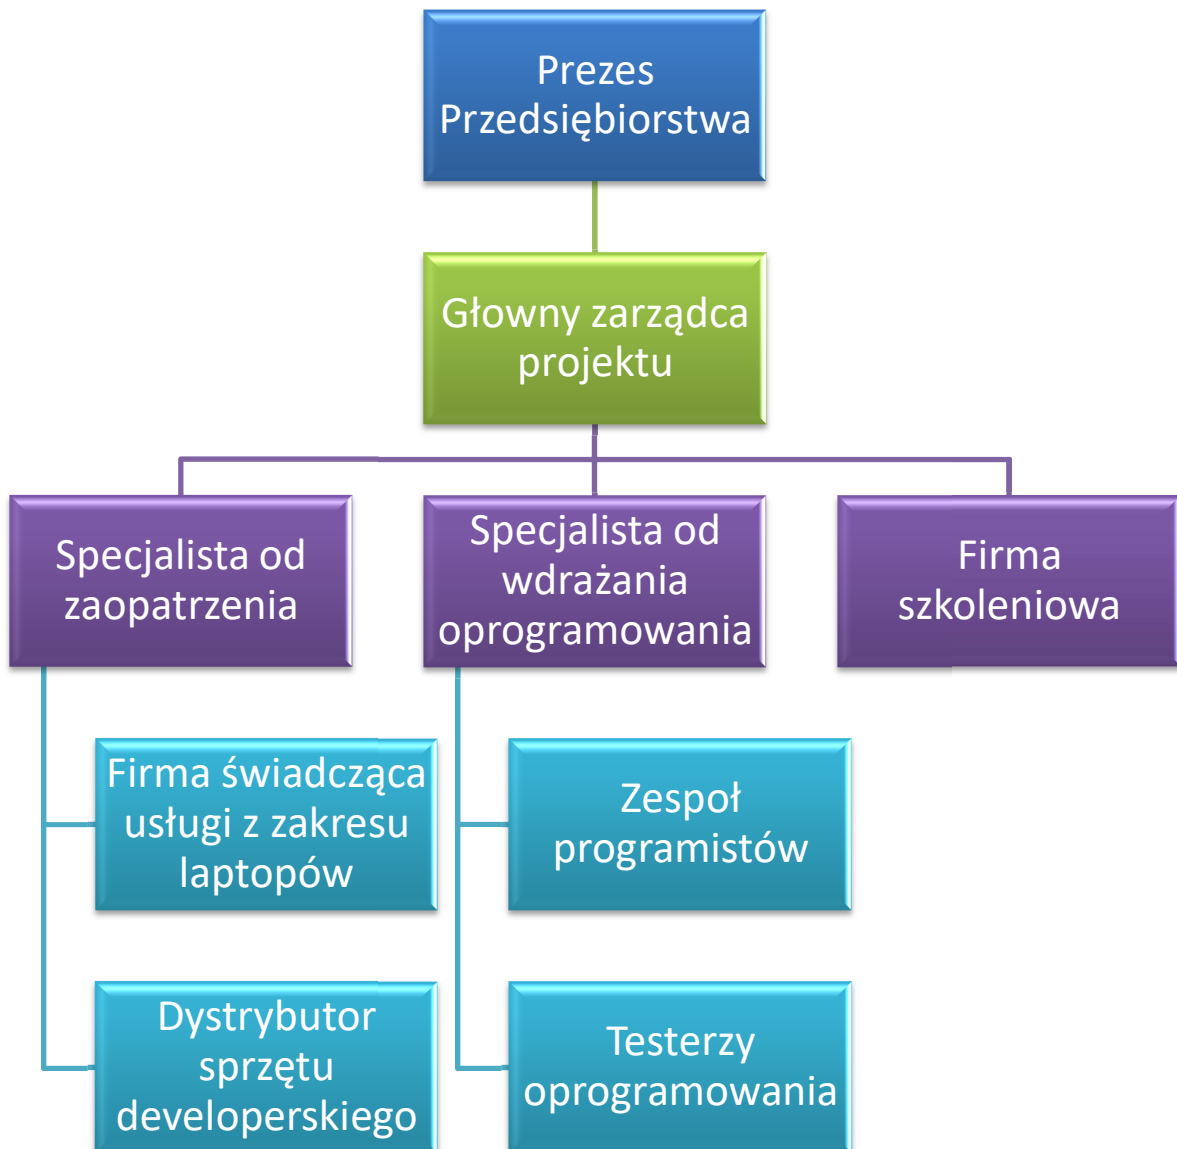 Prezes
Przedsiębiorstwa
Głowny zarządca
projektu
Specjalista od
zaopatrzenia
Specjalista od
wdrażania
oprogramowania
Firma
szkoleniowa
Firma świadcząca
usługi z zakresu
laptopów
Zespoł
programistów
Dystrybutor
sprzętu
developerskiego
Testerzy
oprogramowania